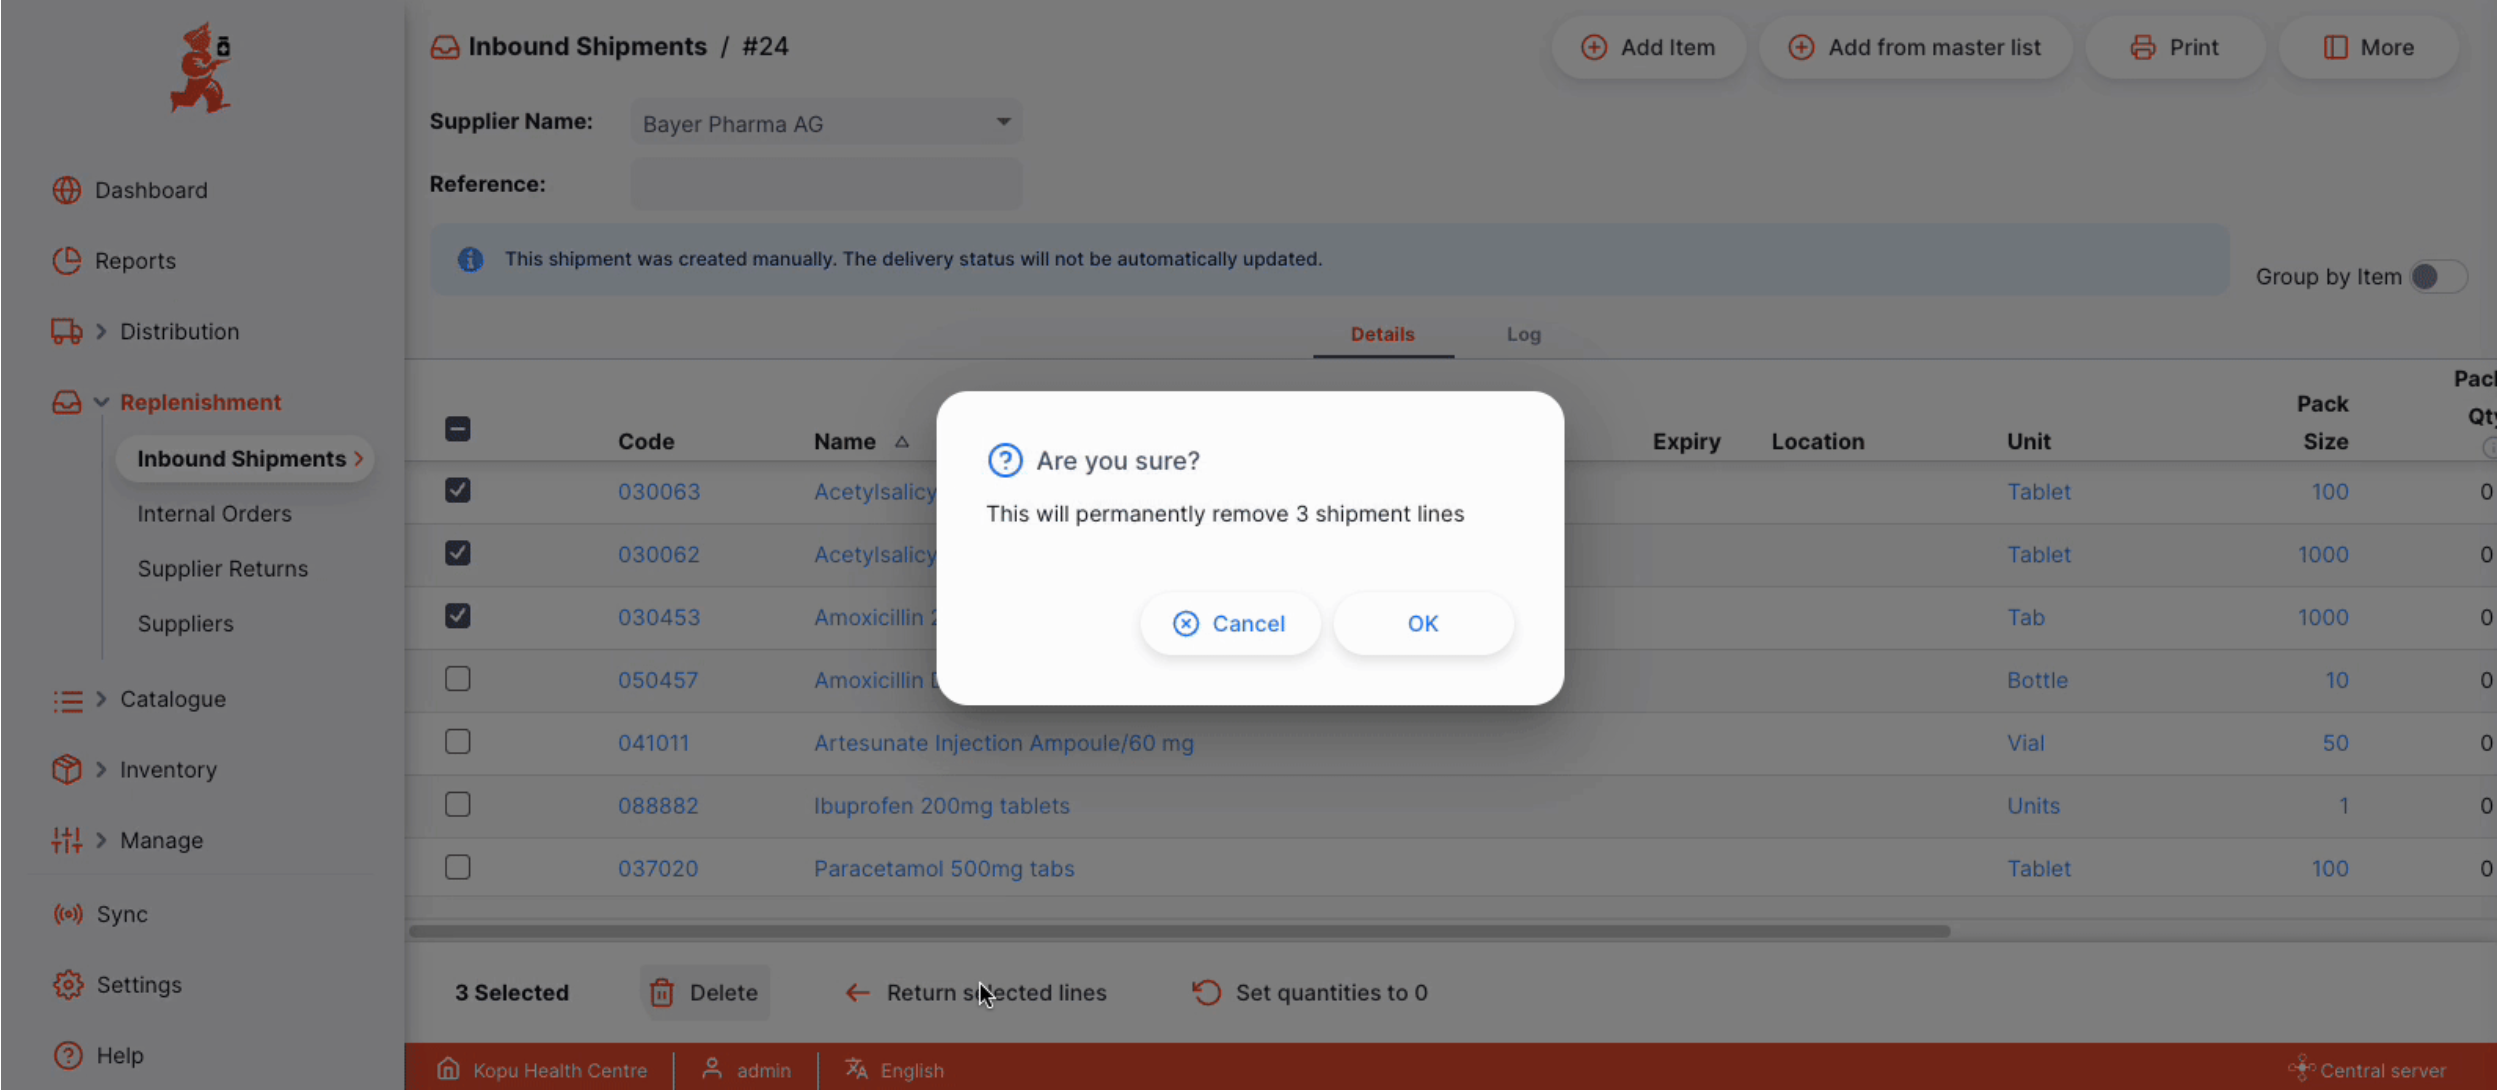 Inbound Shipments / #24
Add Item
Add from master list
Print
More
Supplier Name: Bayer Pharma AG
Reference:
This shipment was created manually. The delivery status will not be automatically updated.
Group by Item
Details
Log
Dashboard
Reports
Distribution
Replenishment
Inbound Shipments
Internal Orders
Supplier Returns
Suppliers
Catalogue
Inventory
Manage
Sync
Settings
Help
Code Name Expiry Location Unit Pack Size
030063 Tablet 100 0
030062 Tablet 1000 0
030453 Amoxicillin Tab 1000 0
050457 Amoxicillin Bottle 10 0
041011 Artesunate Injection Ampoule/60 mg Vial 50 0
088882 Ibuprofen 200mg tablets Units 1 0
037020 Paracetamol 500mg tabs Tablet 100 0
Are you sure?
This will permanently remove 3 shipment lines
Cancel
OK
3 Selected
Delete
Return selected lines
Set quantities to 0
Kopu Health Centre
admin
English
Central server